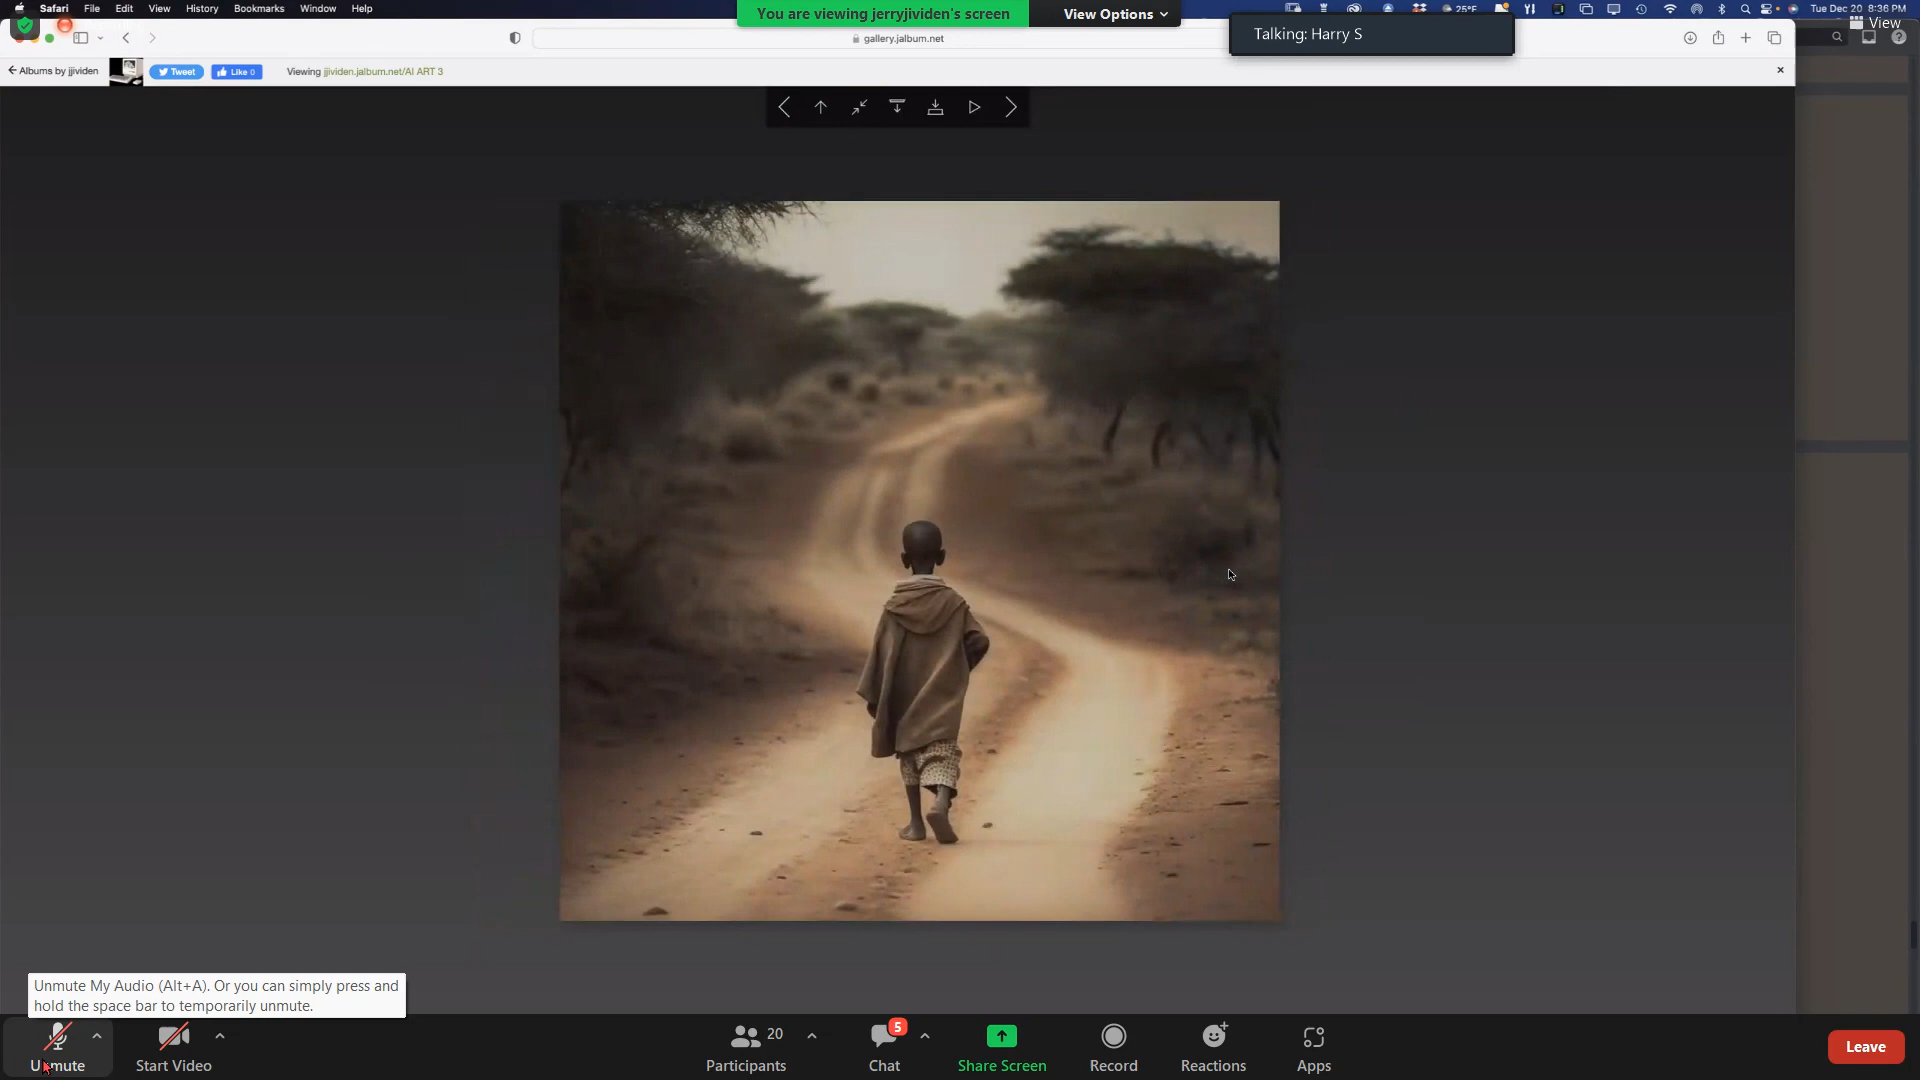 Safari File Edit View History Bookmarks Window Help
You are viewing jerryjividen's screen
View Options
25°F
Tue Dec 20 8:36 PM
View
Talking: Harry S
gallery.jalbum.net
Albums by jjividen
Tweet
Like 0
Viewing jjividen.jalbum.net/AI ART 3
Unmute My Audio (Alt+A). Or you can simply press and
hold the space bar to temporarily unmute.
Unmute
Start Video
20
Participants
5
Chat
Share Screen
Record
Reactions
Apps
Leave